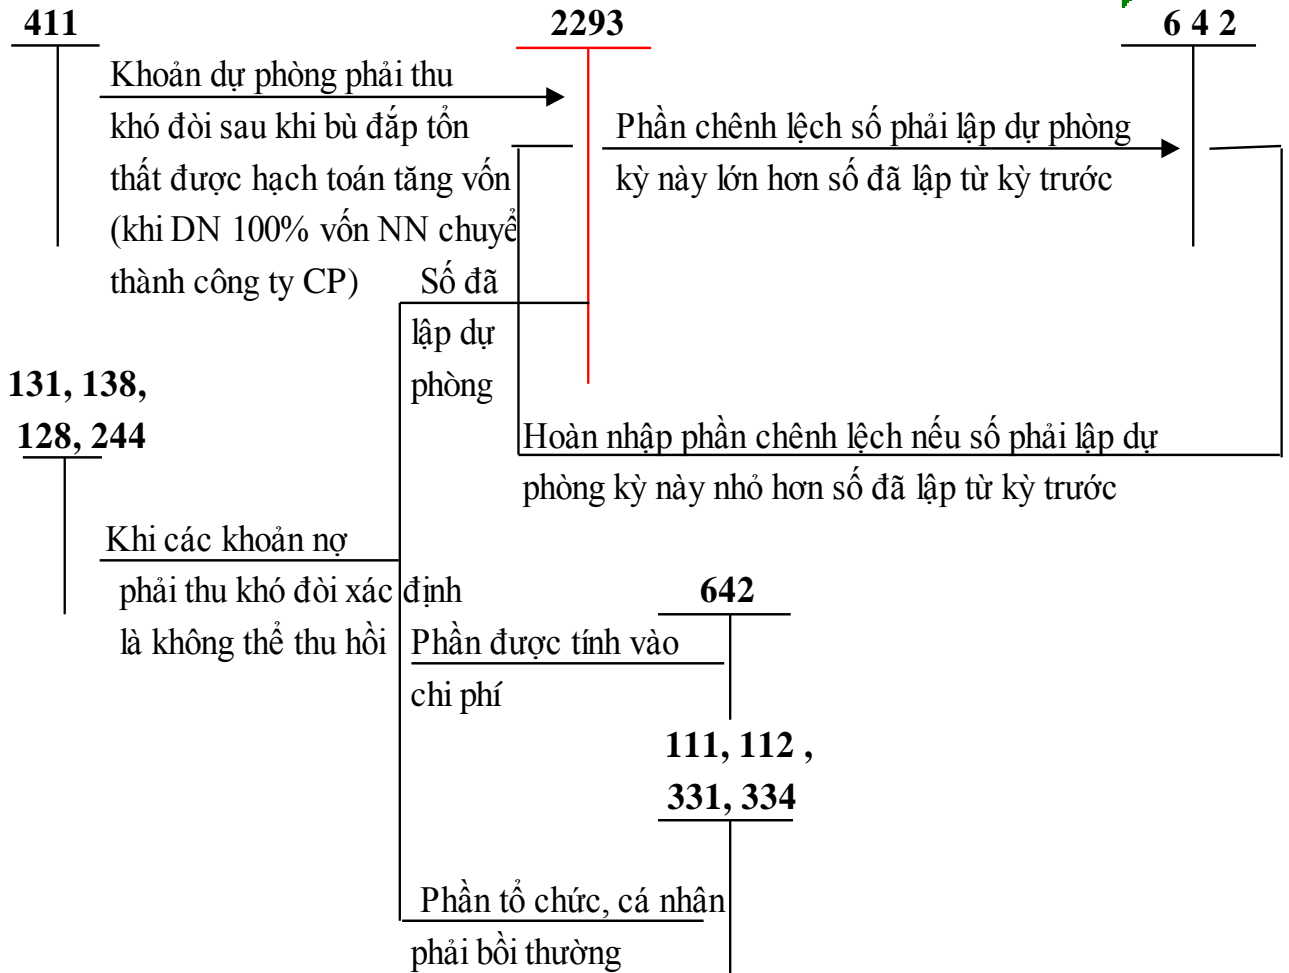 411
2293
6 4 2
Khoản dự phòng phải thu
khó đòi sau khi bù đắp tổn
thất được hạch toán tăng vốn
(khi DN 100% vốn NN chuyể
thành công ty CP)
Phần chênh lệch số phải lập dự phòng
kỳ này lớn hơn số đã lập từ kỳ trước
Số đã
lập dự
phòng
131, 138,
128, 244
Hoàn nhập phần chênh lệch nếu số phải lập dự
phòng kỳ này nhỏ hơn số đã lập từ kỳ trước
Khi các khoản nợ
phải thu khó đòi xác định
là không thể thu hồi
642
Phần được tính vào
chi phí
111, 112 ,
331, 334
Phần tổ chức, cá nhân
phải bồi thường